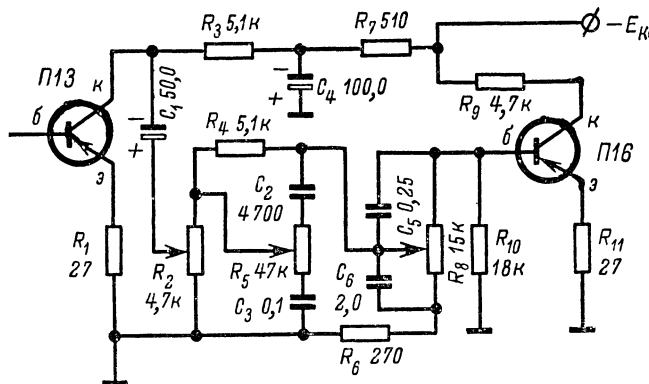 R3 5,1к
R7 510
– Eк
П13
к
б
э
–
+
C1 50,0
–
+
C4 100,0
R9 4,7к
б
к
э
П16
R4 5,1к
C2
4700
C5 0,25
R1
27
R2
4,7к
R5 47к
C3 0,1
C6
2,0
R8 15к
R10
18к
R11
27
R6 270